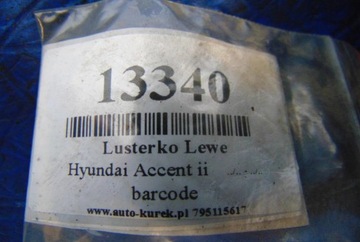 13340
Lusterko Lewe
Hyundai Accent ii
barcode
www.auto-kurek.pl 795115617